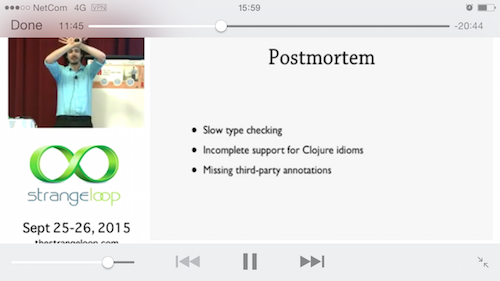 NetCom 4G VPN 15:59
Done 11:45 -20:44
Postmortem
• Slow type checking
• Incomplete support for Clojure idioms
• Missing third-party annotations
strangeloop
Sept 25-26, 2015
thestrangeloop.com